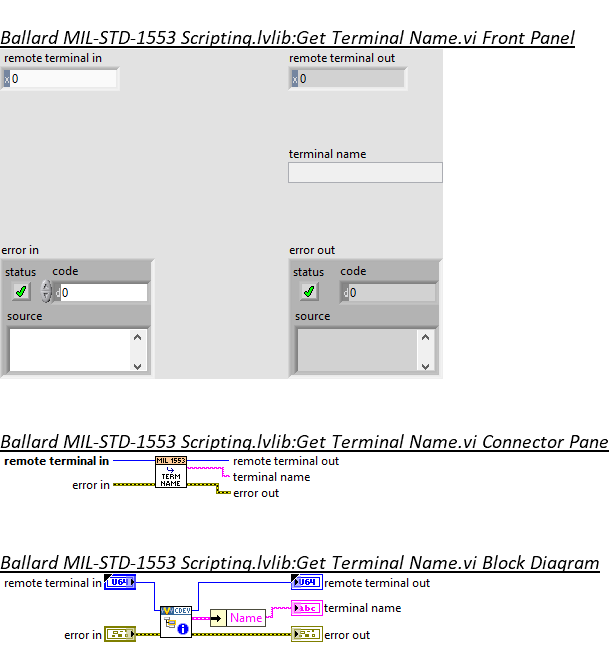 Ballard MIL-STD-1553 Scripting.lvlib:Get Terminal Name.vi Front Panel
remote terminal in
remote terminal out
x 0
x 0
terminal name
error in
error out
status code
status code
d 0
d 0
source
source
Ballard MIL-STD-1553 Scripting.lvlib:Get Terminal Name.vi Connector Pane
remote terminal in
MIL 1553
remote terminal out
TERM
NAME
terminal name
error in
error out
Ballard MIL-STD-1553 Scripting.lvlib:Get Terminal Name.vi Block Diagram
remote terminal in U64
U64 remote terminal out
CDEV
Name
abc terminal name
error in
error out